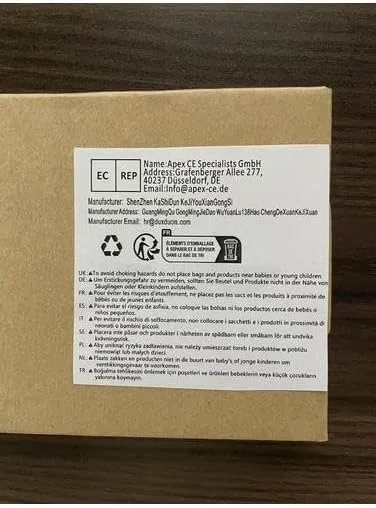 EC REP
Name:Apex CE Specialists GmbH
Address:Grafenberger Allee 277,
40237 Düsseldorf, DE
Email:Info@apex-ce.de
Manufacturer: ShenZhen KaShiDun KeJiYouXianGongSi
Manufacturer Address: GuangMingQu GongMingJieDao WuYuanLu138Hao ChengDeXuanKeJiXuan
Manufacturer Email: hr@duxducin.com
FR
ÉLÉMENTS D'EMBALLAGE
À SÉPARER ET À DÉPOSER
DANS LE BAC DE TRI
UK: To avoid choking hazards do not place bags and products near babies or young children.
DE: Um Erstickungsgefahr zu vermeiden, sollten Sie Beutel und Produkte nicht in der Nähe von
Säuglingen oder Kleinkindern aufstellen.
FR: Pour éviter les risques d'étouffement, ne plaçez pas les sacs et les produits à proximité de
bébés ou de jeunes enfants.
ES: Para evitar el riesgo de asfixia, no coloque las bolsas ni los productos cerca de bebés o
niños pequeños.
IT: Per evitare il rischio di soffocamento, non collocare i sacchetti e i prodotti in prossimità di
neonati o bambini piccoli.
SE: Placera inte påsar och produkter i närheten av spädbarn eller småbarn för att undvika
kvävningsrisk.
PL: Aby uniknąć ryzyka zadławienia, nie należy umieszczać toreb i produktów w pobliżu
niemowląt lub małych dzieci.
NL: Plaats zakken en producten niet in de buurt van baby's of jonge kinderen om
verstikkingsgevaar te voorkomen.
TR: Boğulma tehlikesini önlemek için poşetleri ve ürünleri bebeklerin veya küçük çocukların
yakınına koymayın.